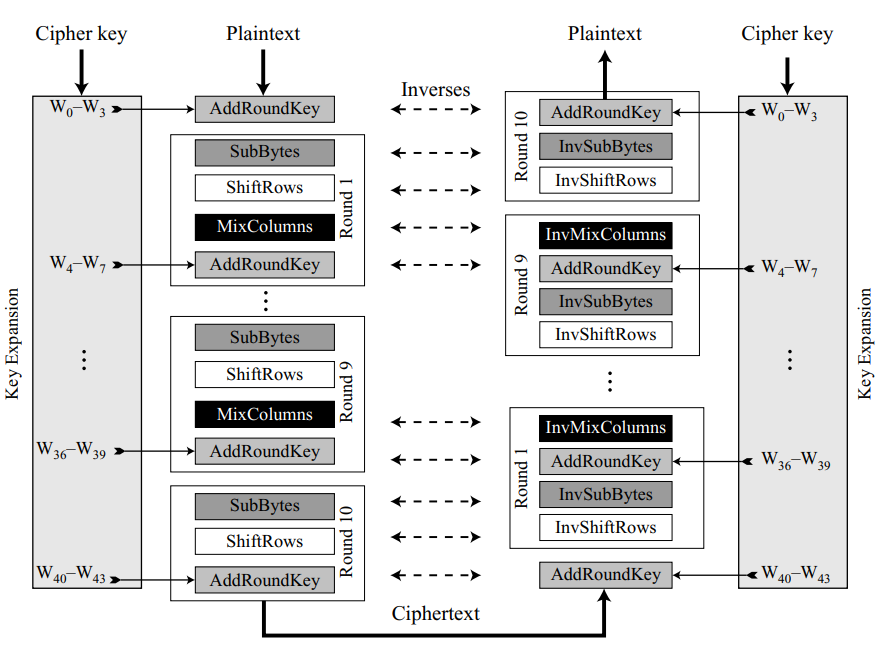 Cipher key
Plaintext
Plaintext
Cipher key
Inverses
W0–W3
AddRoundKey
SubBytes
ShiftRows
MixColumns
W4–W7
AddRoundKey
Round 1
Key Expansion
SubBytes
ShiftRows
MixColumns
W36–W39
AddRoundKey
Round 9
SubBytes
ShiftRows
W40–W43
AddRoundKey
Round 10
Ciphertext
AddRoundKey
W0–W3
InvSubBytes
InvShiftRows
Round 10
InvMixColumns
AddRoundKey
W4–W7
InvSubBytes
InvShiftRows
Round 9
Key Expansion
InvMixColumns
AddRoundKey
W36–W39
InvSubBytes
InvShiftRows
Round 1
AddRoundKey
W40–W43